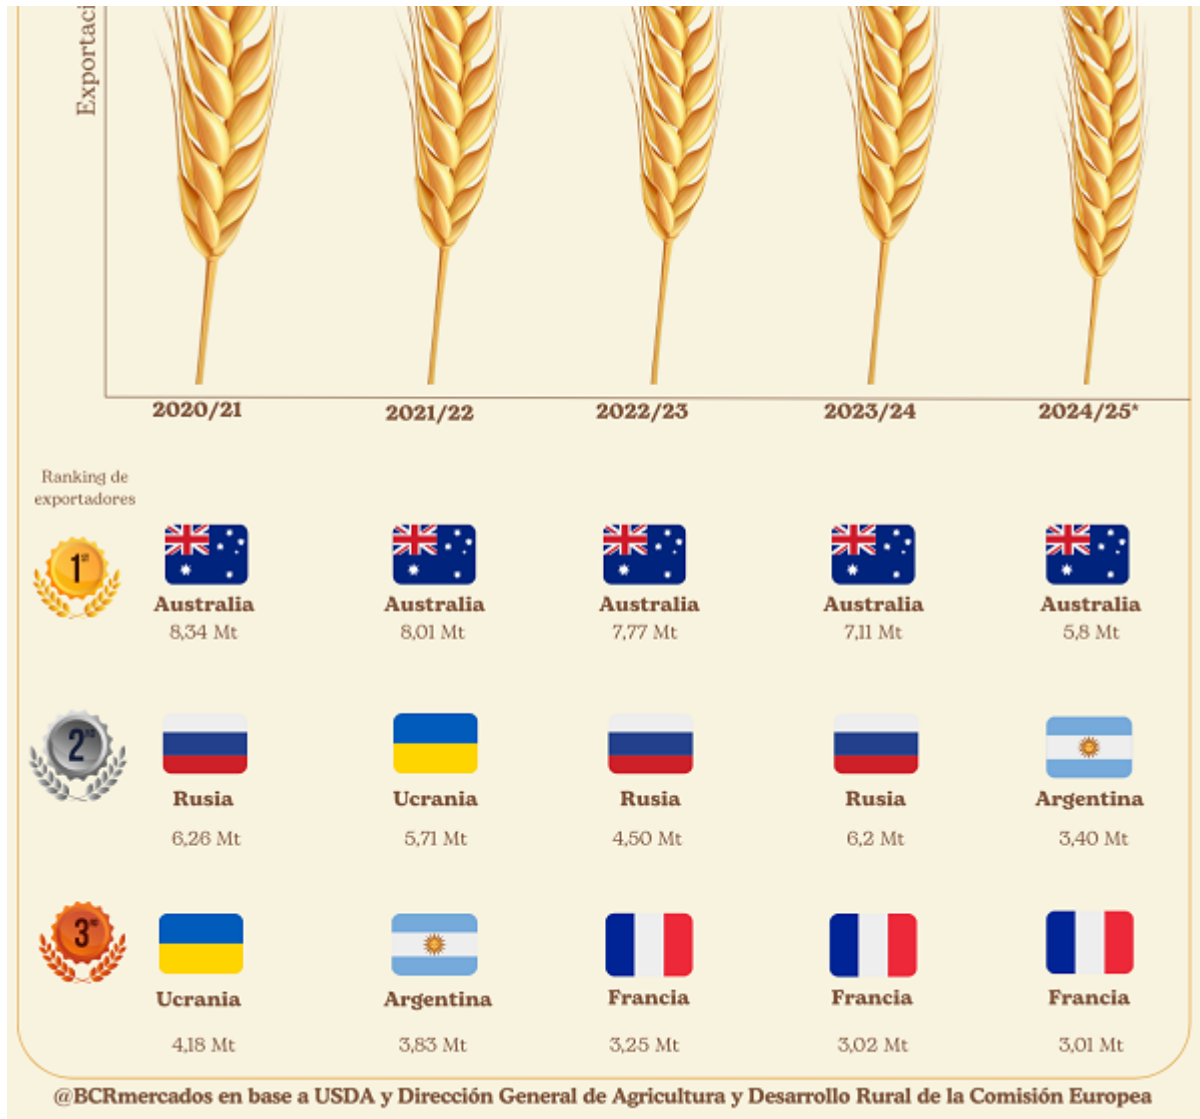 Exportaci
2020/21 2021/22 2022/23 2023/24 2024/25*
Ranking de
exportadores
1ST
Australia Australia Australia Australia Australia
8,34 Mt 8,01 Mt 7,77 Mt 7,11 Mt 5,8 Mt
2ND
Rusia Ucrania Rusia Rusia Argentina
6,26 Mt 5,71 Mt 4,50 Mt 6,2 Mt 3,40 Mt
3
Ucrania Argentina Francia Francia Francia
4,18 Mt 3,83 Mt 3,25 Mt 3,02 Mt 3,01 Mt
@BCRmercados en base a USDA y Dirección General de Agricultura y Desarrollo Rural de la Comisión Europea